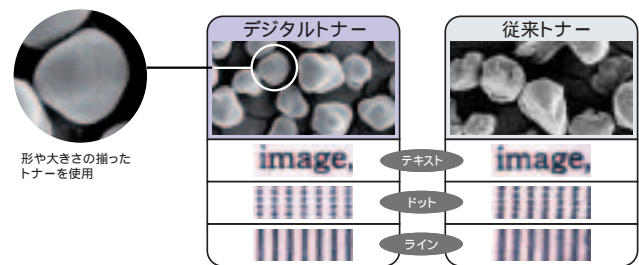 デジタルトナー
従来トナー
形や大きさの揃った
トナーを使用
image,
テキスト
image,
ドット
ライン